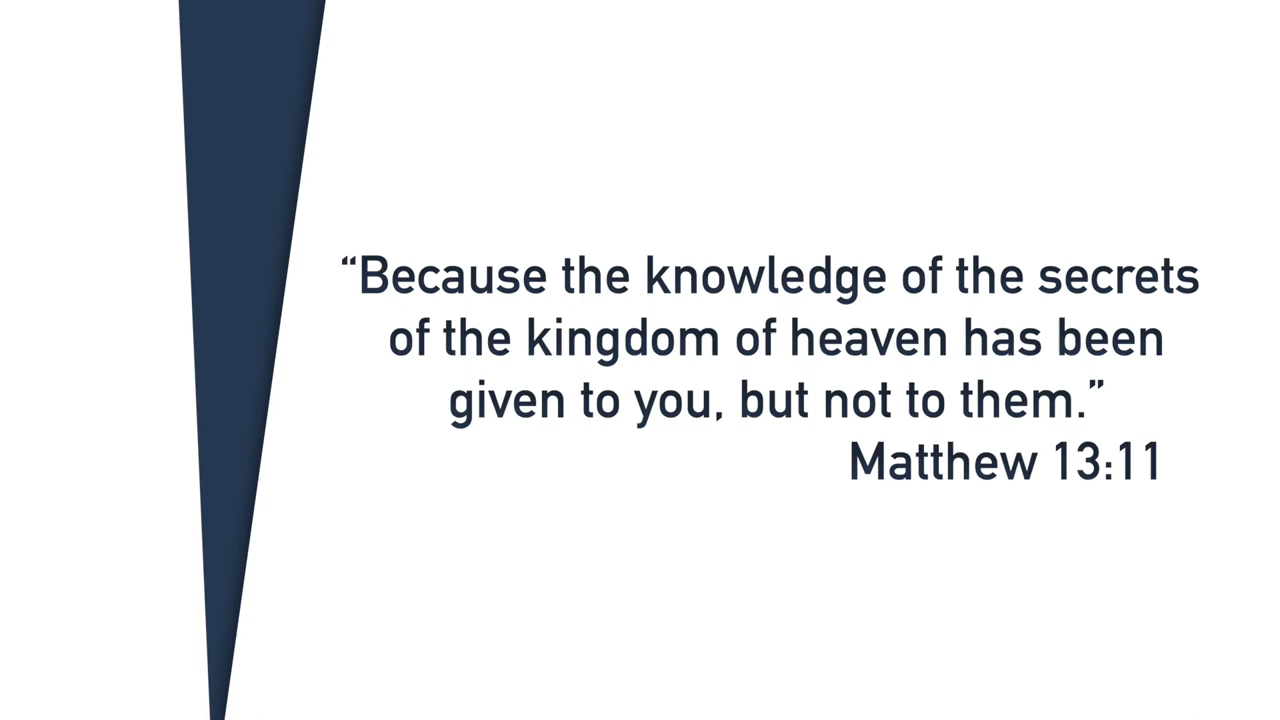 “Because the knowledge of the secrets
of the kingdom of heaven has been
given to you, but not to them.”
Matthew 13:11